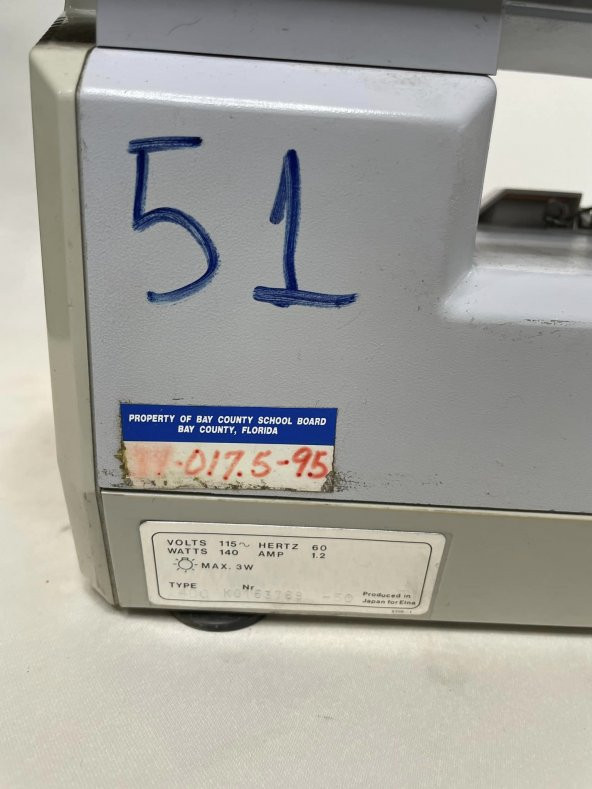 51
PROPERTY OF BAY COUNTY SCHOOL BOARD
BAY COUNTY, FLORIDA
-017.5-95
VOLTS 115~ HERTZ 60
WATTS 140 AMP 1.2
MAX. 3W
TYPE Nr
Produced in
Japan for Elna